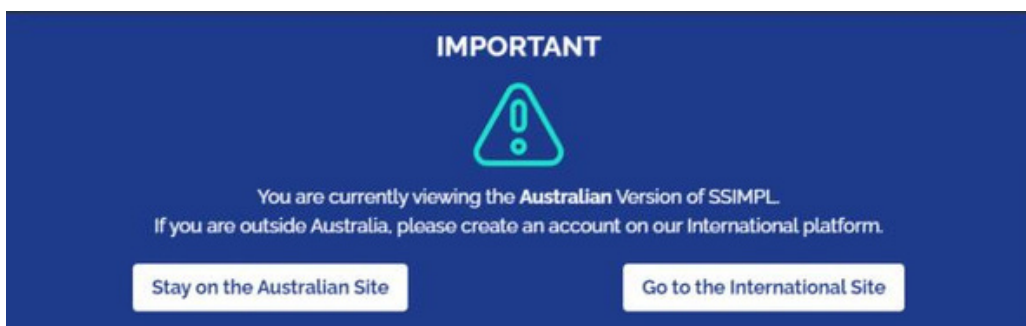 IMPORTANT
You are currently viewing the Australian Version of SSIMPL.
If you are outside Australia, please create an account on our International platform.
Stay on the Australian Site
Go to the International Site